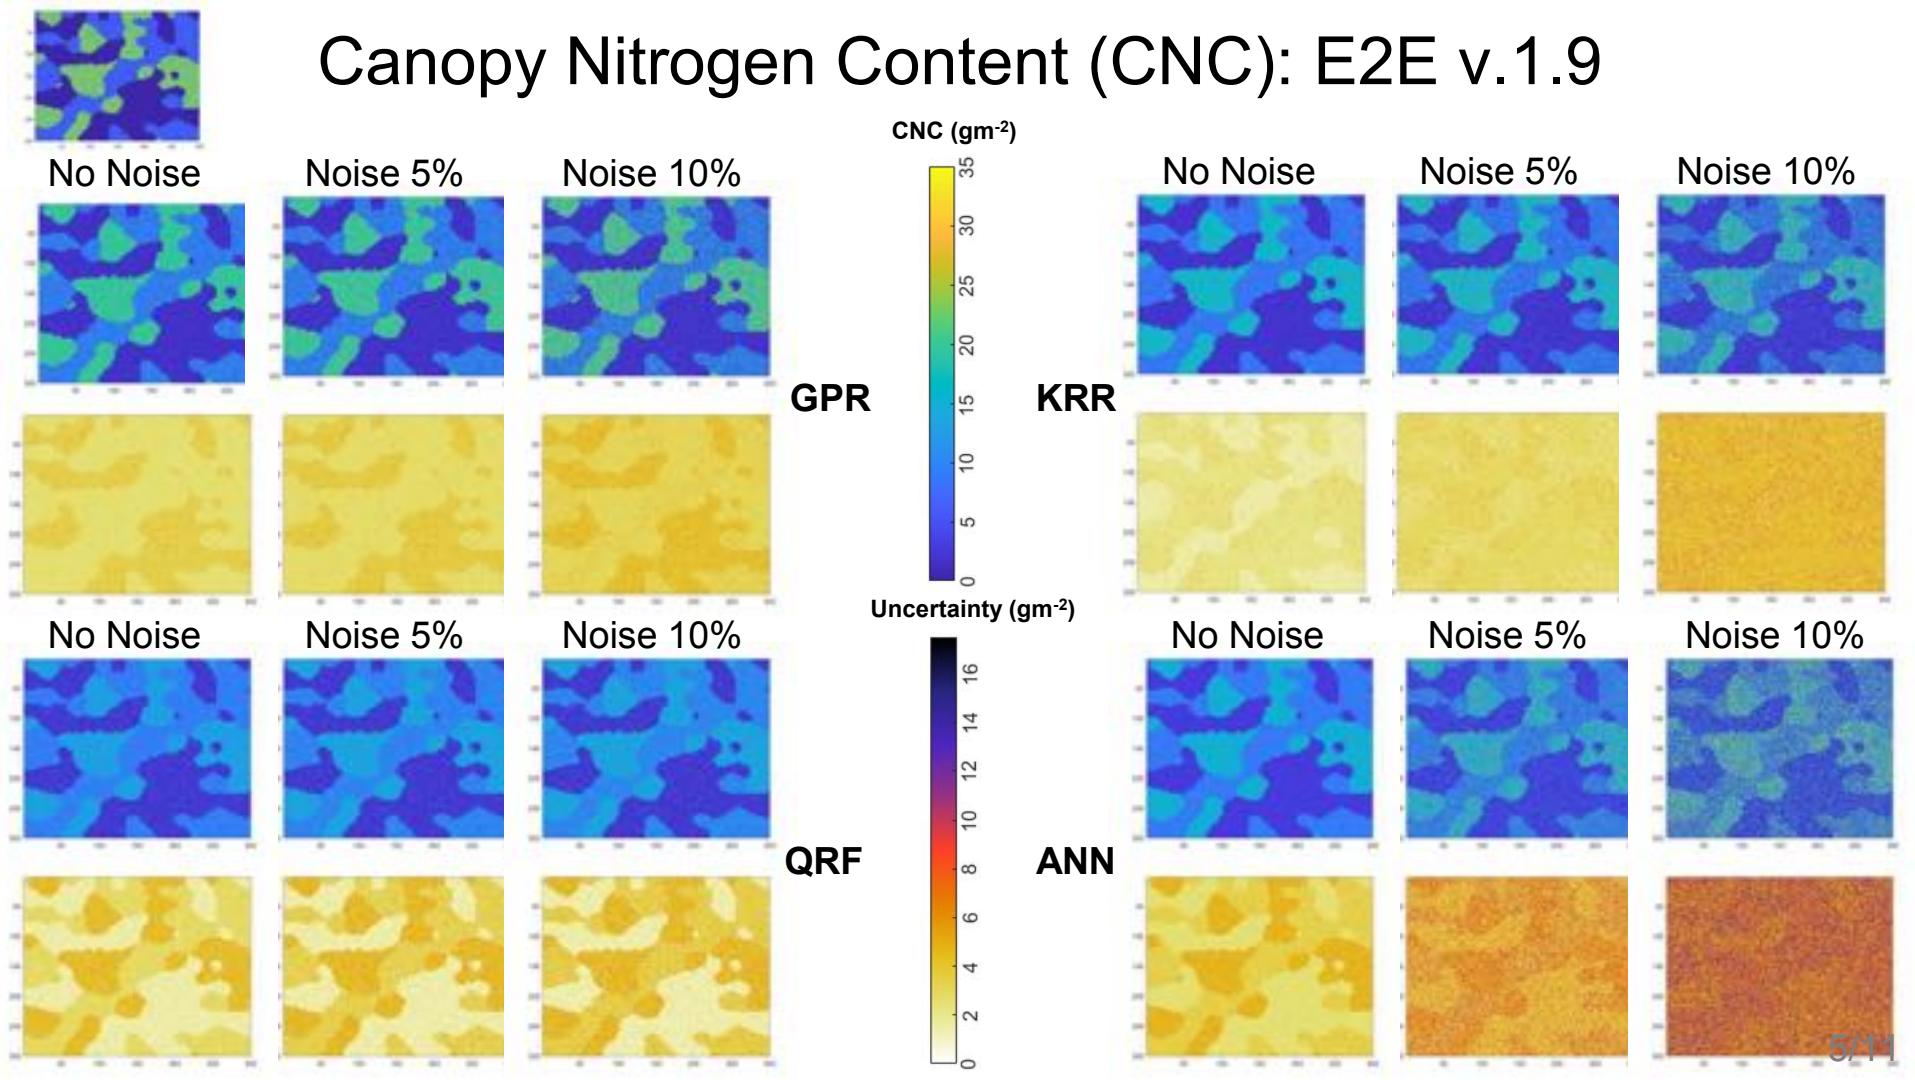 Canopy Nitrogen Content (CNC): E2E v.1.9
CNC (gm-2)
No Noise
Noise 5%
Noise 10%
35
30
25
20
15
10
5
0
No Noise
Noise 5%
Noise 10%
GPR
KRR
Uncertainty (gm-2)
No Noise
Noise 5%
Noise 10%
16
14
12
10
8
6
4
2
0
No Noise
Noise 5%
Noise 10%
QRF
ANN
5/11